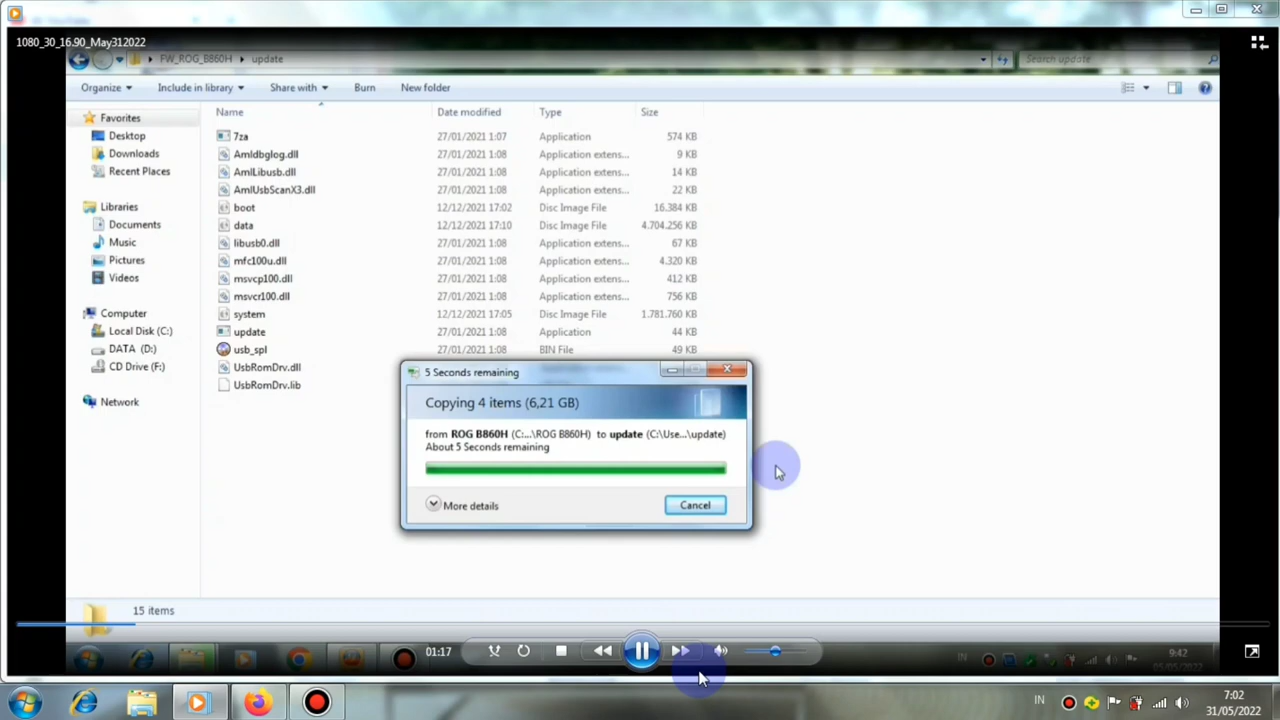 1080_30_16.90_May312022
FW_ROG_B860H
update
Search update
Organize
Include in library
Share with
Burn
New folder
Favorites
Desktop
Downloads
Recent Places
Libraries
Documents
Music
Pictures
Videos
Computer
Local Disk (C:)
DATA (D:)
CD Drive (F:)
Network
Name Date modified Type Size
7za 27/01/2021 1:07 Application 574 KB
Amldbglog.dll 27/01/2021 1:08 Application extens... 9 KB
AmlLibusb.dll 27/01/2021 1:08 Application extens... 14 KB
AmlUsbScanX3.dll 27/01/2021 1:08 Application extens... 22 KB
boot 12/12/2021 17:02 Disc Image File 16.384 KB
data 12/12/2021 17:10 Disc Image File 4.704.256 KB
libusb0.dll 27/01/2021 1:08 Application extens... 67 KB
mfc100u.dll 27/01/2021 1:08 Application extens... 4.320 KB
msvcp100.dll 27/01/2021 1:08 Application extens... 412 KB
msvcr100.dll 27/01/2021 1:08 Application extens... 756 KB
system 12/12/2021 17:05 Disc Image File 1.781.760 KB
update 27/01/2021 1:08 Application 44 KB
usb_spl 27/01/2021 1:08 BIN File 49 KB
UsbRomDrv.dll
UsbRomDrv.lib
5 Seconds remaining
Copying 4 items (6,21 GB)
from ROG B860H (C:...\ROG B860H) to update (C:\Use...\update)
About 5 Seconds remaining
More details
Cancel
15 items
01:17
IN
9:42
05/05/2022
IN
7:02
31/05/2022